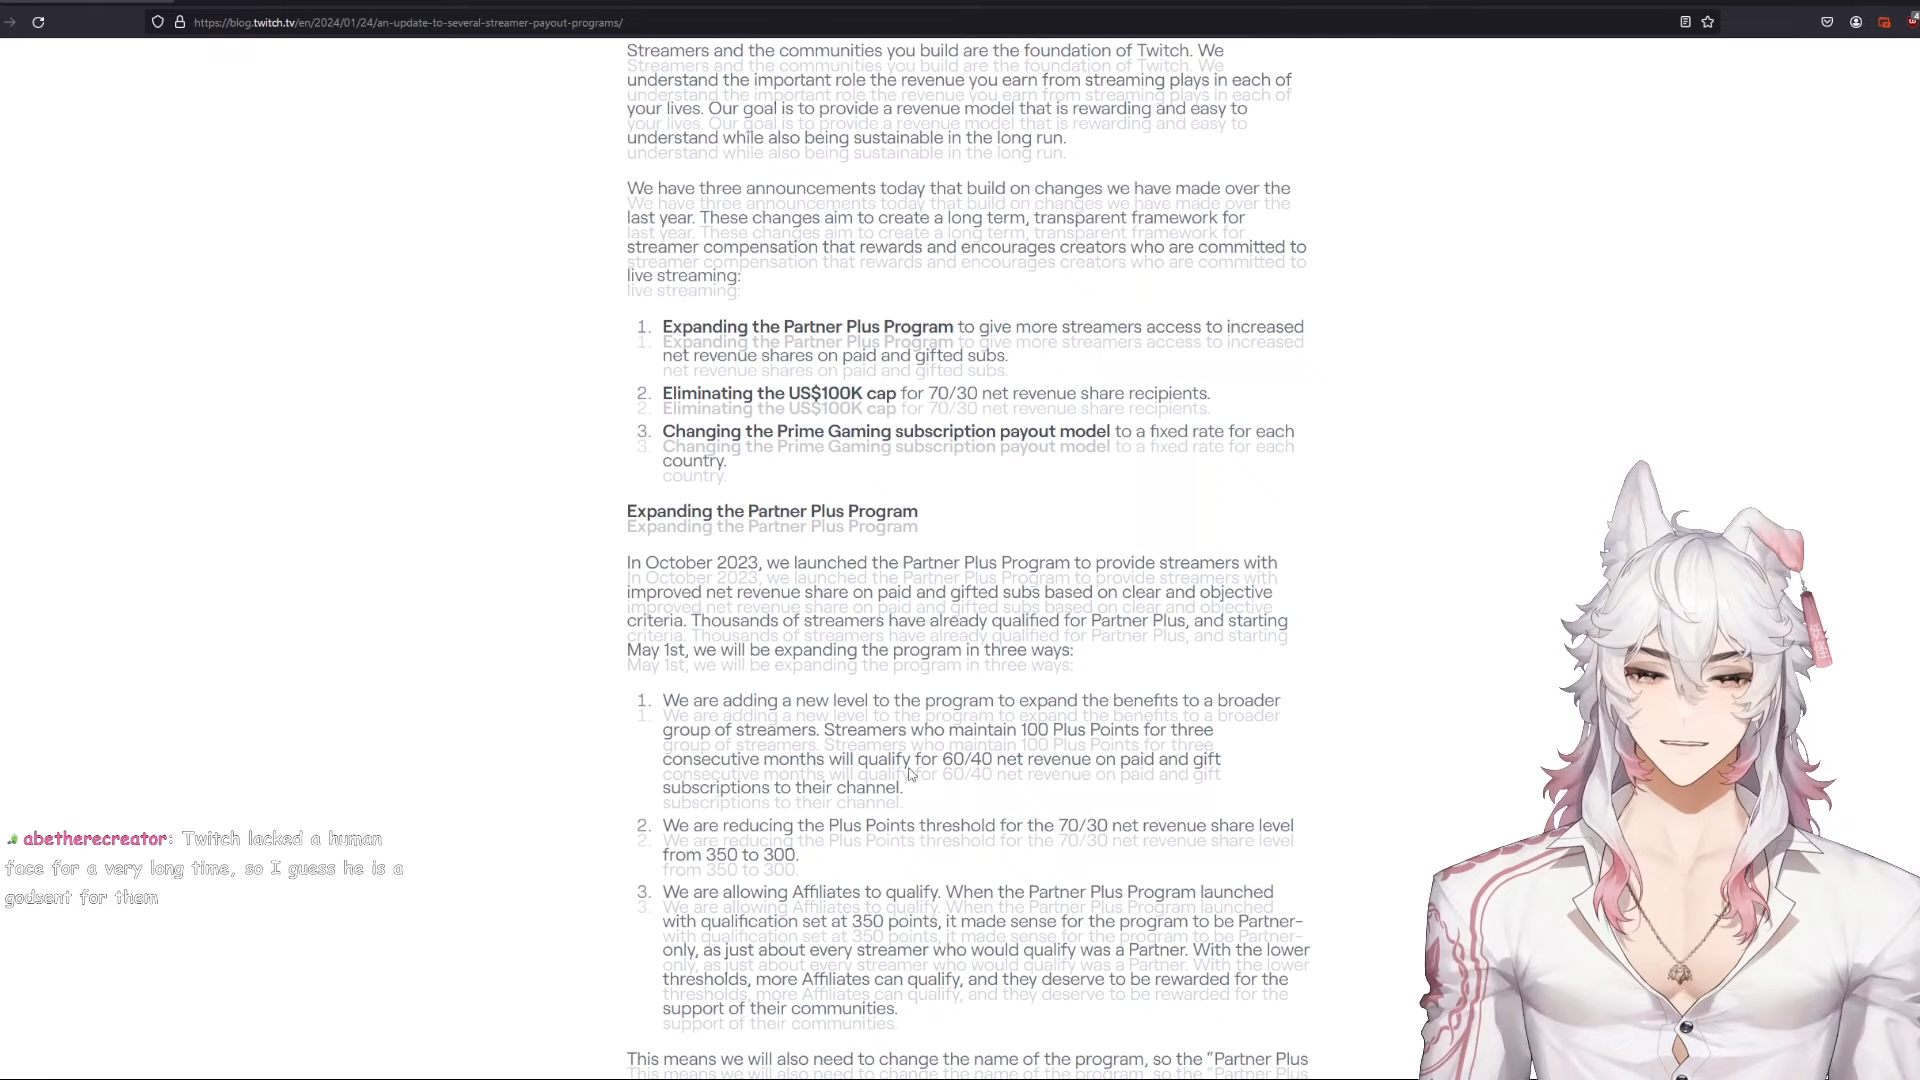 https://blog.twitch.tv/en/2024/01/24/an-update-to-several-streamer-payout-programs/
Streamers and the communities you build are the foundation of Twitch. We
understand the important role the revenue you earn from streaming plays in each of
your lives. Our goal is to provide a revenue model that is rewarding and easy to
understand while also being sustainable in the long run.
We have three announcements today that build on changes we have made over the
last year. These changes aim to create a long term, transparent framework for
streamer compensation that rewards and encourages creators who are committed to
live streaming:
1. Expanding the Partner Plus Program to give more streamers access to increased
net revenue shares on paid and gifted subs.
2. Eliminating the US$100K cap for 70/30 net revenue share recipients.
3. Changing the Prime Gaming subscription payout model to a fixed rate for each
country.
Expanding the Partner Plus Program
In October 2023, we launched the Partner Plus Program to provide streamers with
improved net revenue share on paid and gifted subs based on clear and objective
criteria. Thousands of streamers have already qualified for Partner Plus, and starting
May 1st, we will be expanding the program in three ways:
1. We are adding a new level to the program to expand the benefits to a broader
group of streamers. Streamers who maintain 100 Plus Points for three
consecutive months will qualify for 60/40 net revenue on paid and gift
subscriptions to their channel.
2. We are reducing the Plus Points threshold for the 70/30 net revenue share level
from 350 to 300.
3. We are allowing Affiliates to qualify. When the Partner Plus Program launched
with qualification set at 350 points, it made sense for the program to be Partner-
only, as just about every streamer who would qualify was a Partner. With the lower
thresholds, more Affiliates can qualify, and they deserve to be rewarded for the
support of their communities.
This means we will also need to change the name of the program, so the “Partner Plus
abetherecreator: Twitch lacked a human
face for a very long time, so I guess he is a
godsent for them